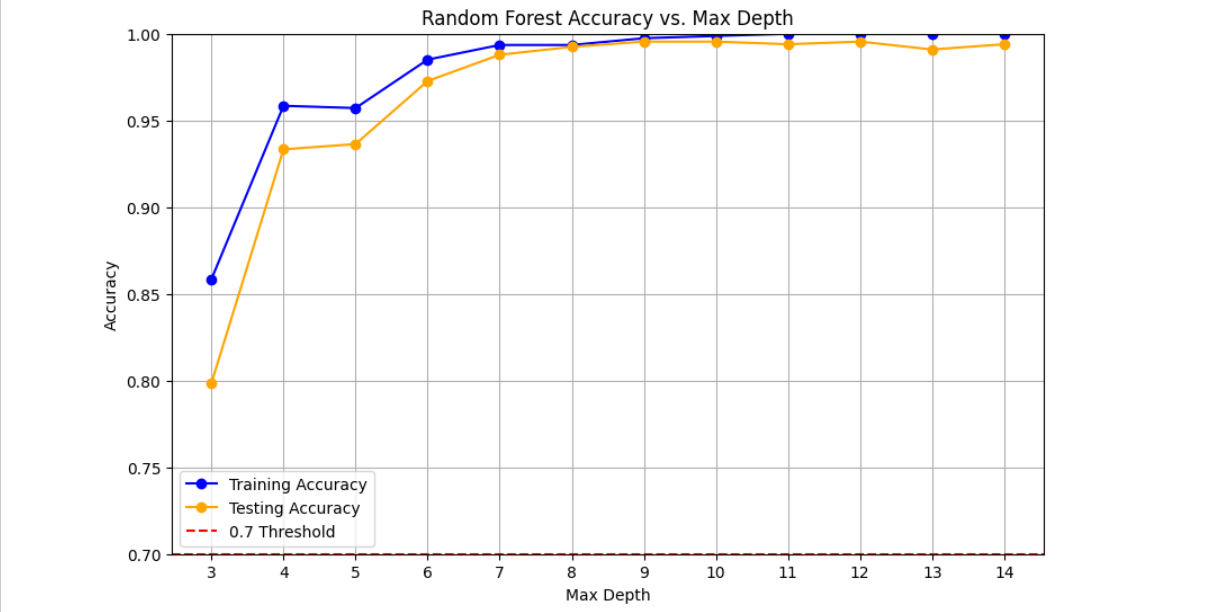 Random Forest Accuracy vs. Max Depth
1.00
0.95
0.90
0.85
0.80
0.75
0.70
Accuracy
Training Accuracy
Testing Accuracy
0.7 Threshold
3 4 5 6 7 8 9 10 11 12 13 14
Max Depth